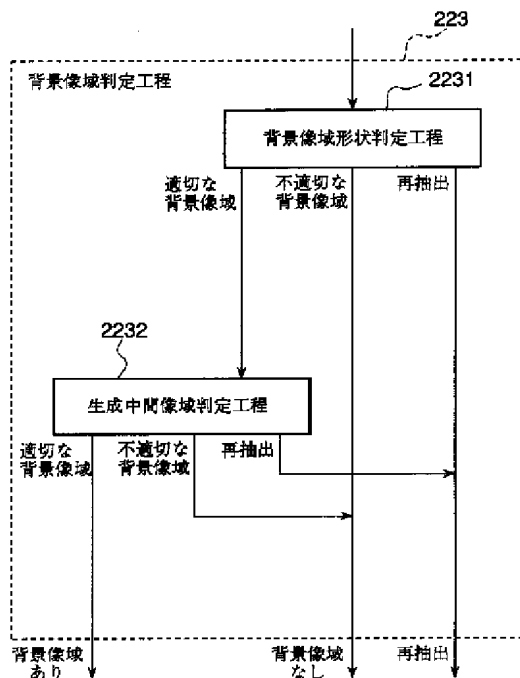 223
背景像域判定工程
2231
背景像域形状判定工程
適切な
背景像域
不適切な
背景像域
再抽出
2232
生成中間像域判定工程
適切な
背景像域
不適切な
背景像域
再抽出
背景像域
あり
背景像域
なし
再抽出